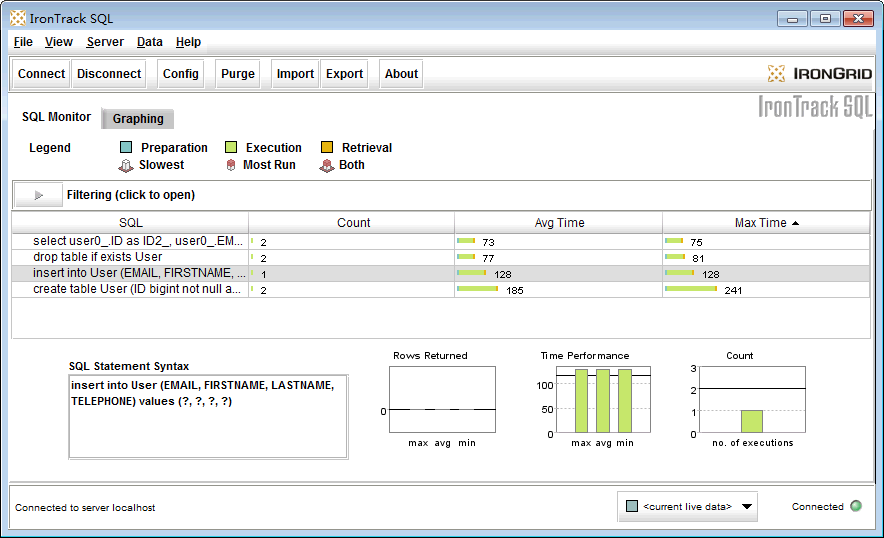 IronTrack SQL
File View Server Data Help
Connect Disconnect Config Purge Import Export About
IRONGRID
IronTrack SQL
SQL Monitor Graphing
Legend Preparation Execution Retrieval
Slowest Most Run Both
Filtering (click to open)
SQL Count Avg Time Max Time
select user0_.ID as ID2_, user0_.EM... 2 73 75
drop table if exists User 2 77 81
insert into User (EMAIL, FIRSTNAME, ... 1 128 128
create table User (ID bigint not null a... 2 185 241
SQL Statement Syntax
insert into User (EMAIL, FIRSTNAME, LASTNAME,
TELEPHONE) values (?, ?, ?, ?)
Rows Returned
0
max avg min
Time Performance
100
50
0
max avg min
Count
3
2
1
0
no. of executions
Connected to server localhost
<current live data>
Connected